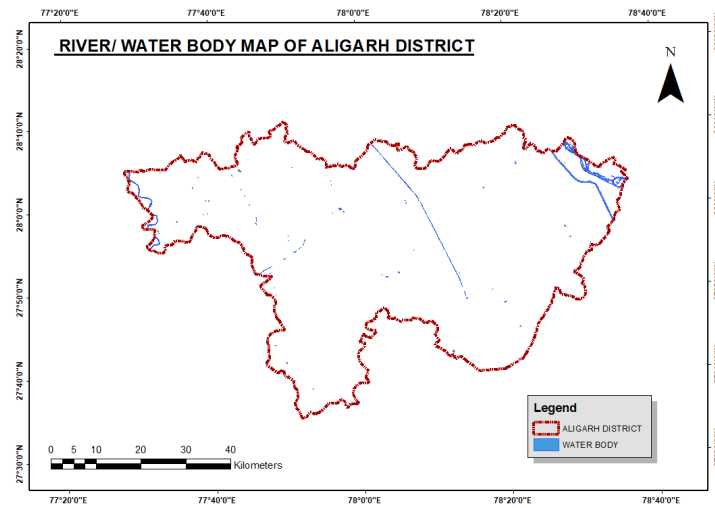 77°20'0"E 77°40'0"E 78°0'0"E 78°20'0"E 78°40'0"E
RIVER/ WATER BODY MAP OF ALIGARH DISTRICT
N
28°20'0"N
28°10'0"N
28°0'0"N
27°50'0"N
27°40'0"N
27°30'0"N
Legend
ALIGARH DISTRICT
WATER BODY
0 5 10 20 30 40
Kilometers
77°20'0"E 77°40'0"E 78°0'0"E 78°20'0"E 78°40'0"E